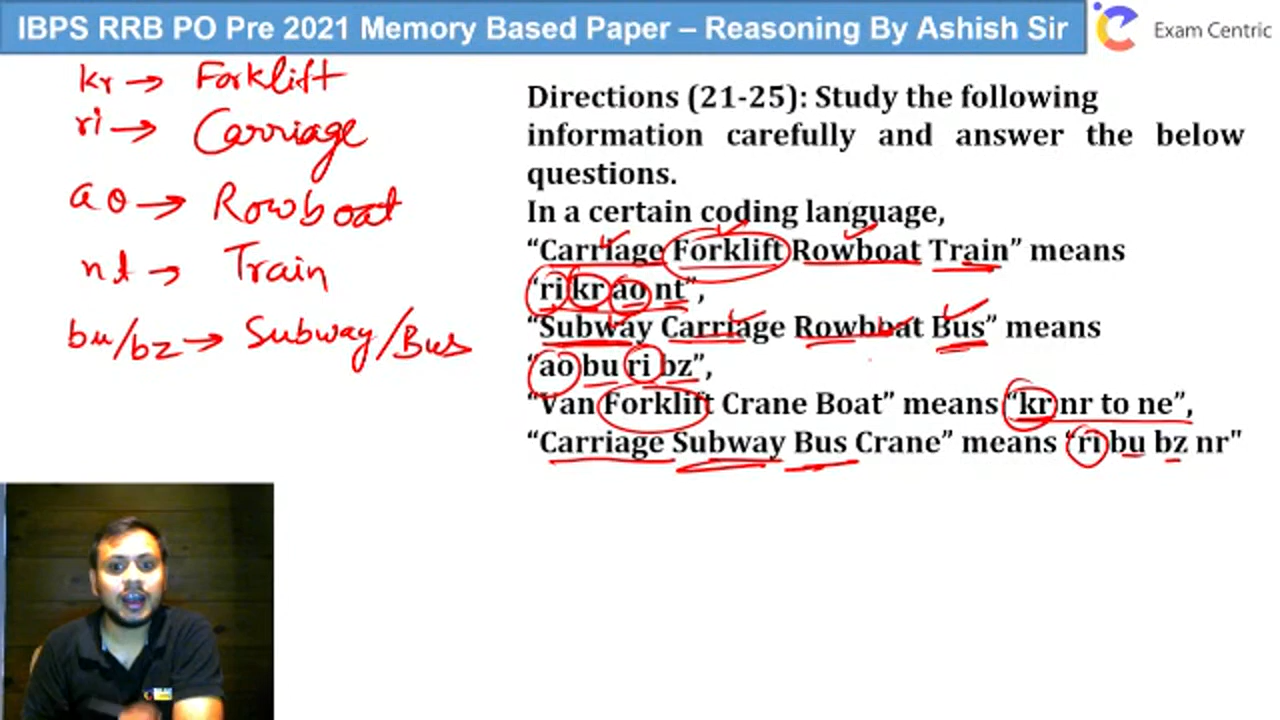 IBPS RRB PO Pre 2021 Memory Based Paper – Reasoning By Ashish Sir
Exam Centric
kr → Forklift
ri → Carriage
ao → Rowboat
nt → Train
bu/bz → Subway/Bus
Directions (21-25): Study the following
information carefully and answer the below
questions.
In a certain coding language,
“Carriage Forklift Rowboat Train” means
“ri kr ao nt”,
“Subway Carriage Rowboat Bus” means
“ao bu ri bz”,
“Van Forklift Crane Boat” means “kr nr to ne”,
“Carriage Subway Bus Crane” means “ri bu bz nr"